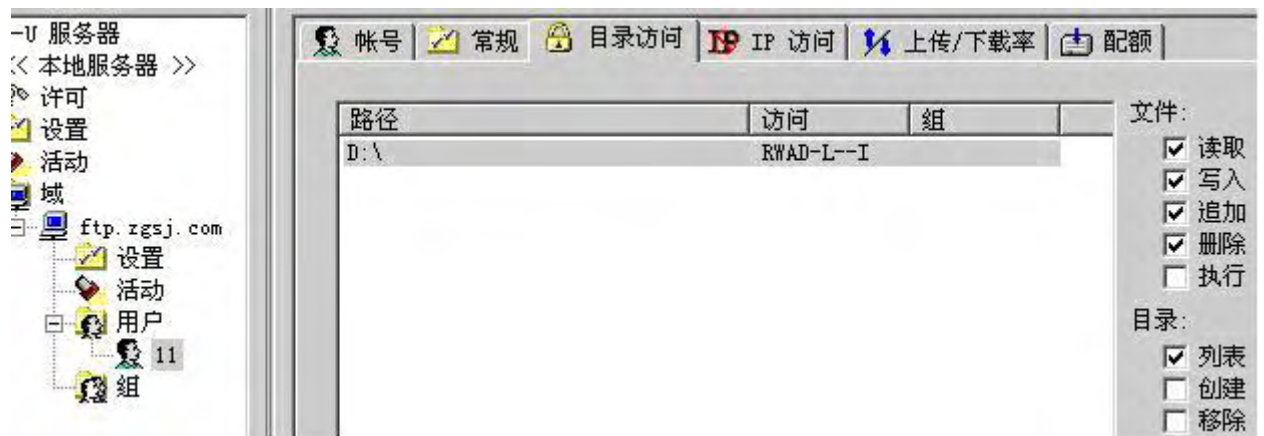 -U 服务器
<< 本地服务器 >>
许可
设置
活动
域
ftp.zgsj.com
设置
活动
用户
11
组
帐号 常规 目录访问 IP 访问 上传/下载率 配额
路径 访问 组
D:\ RWAD-L--I
文件:
读取
写入
追加
删除
执行
目录:
列表
创建
移除